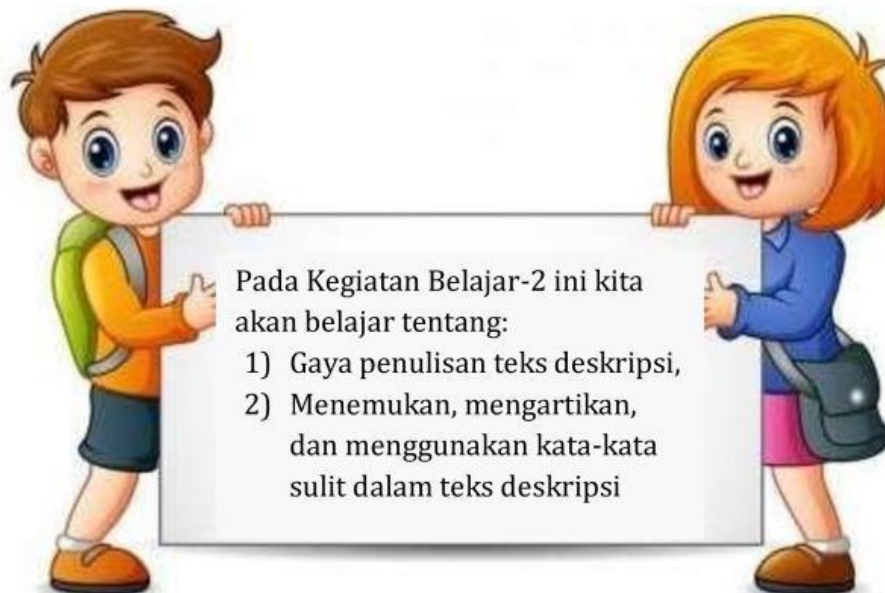 Pada Kegiatan Belajar-2 ini kita
akan belajar tentang:
1) Gaya penulisan teks deskripsi,
2) Menemukan, mengartikan,
dan menggunakan kata-kata
sulit dalam teks deskripsi